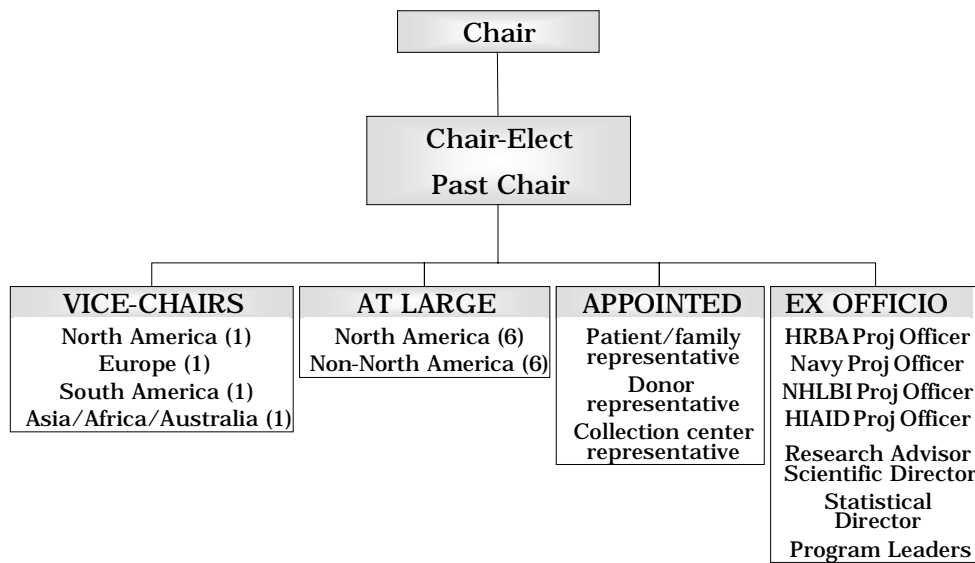 Chair
Chair-Elect
Past Chair
VICE-CHAIRS
North America (1)
Europe (1)
South America (1)
Asia/Africa/Australia (1)
AT LARGE
North America (6)
Non-North America (6)
APPOINTED
Patient/family
representative
Donor
representative
Collection center
representative
EX OFFICIO
HRBA Proj Officer
Navy Proj Officer
NHLBI Proj Officer
HIAID Proj Officer
Research Advisor
Scientific Director
Statistical
Director
Program Leaders